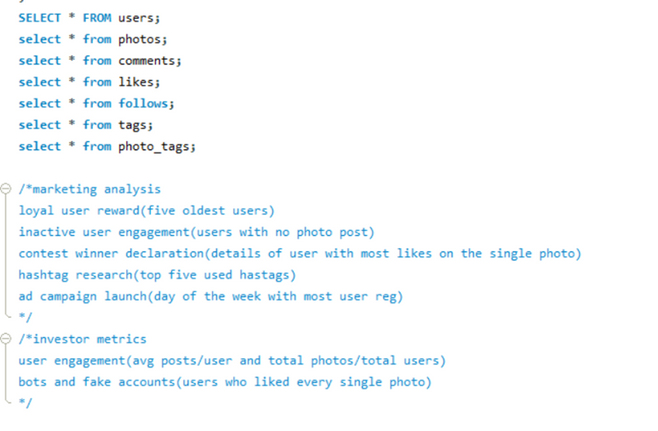 SELECT * FROM users;
select * from photos;
select * from comments;
select * from likes;
select * from follows;
select * from tags;
select * from photo_tags;
/*marketing analysis
loyal user reward(five oldest users)
inactive user engagement(users with no photo post)
contest winner declaration(details of user with most likes on the single photo)
hashtag research(top five used hastags)
ad campaign launch(day of the week with most user reg)
*/
/*investor metrics
user engagement(avg posts/user and total photos/total users)
bots and fake accounts(users who liked every single photo)
*/